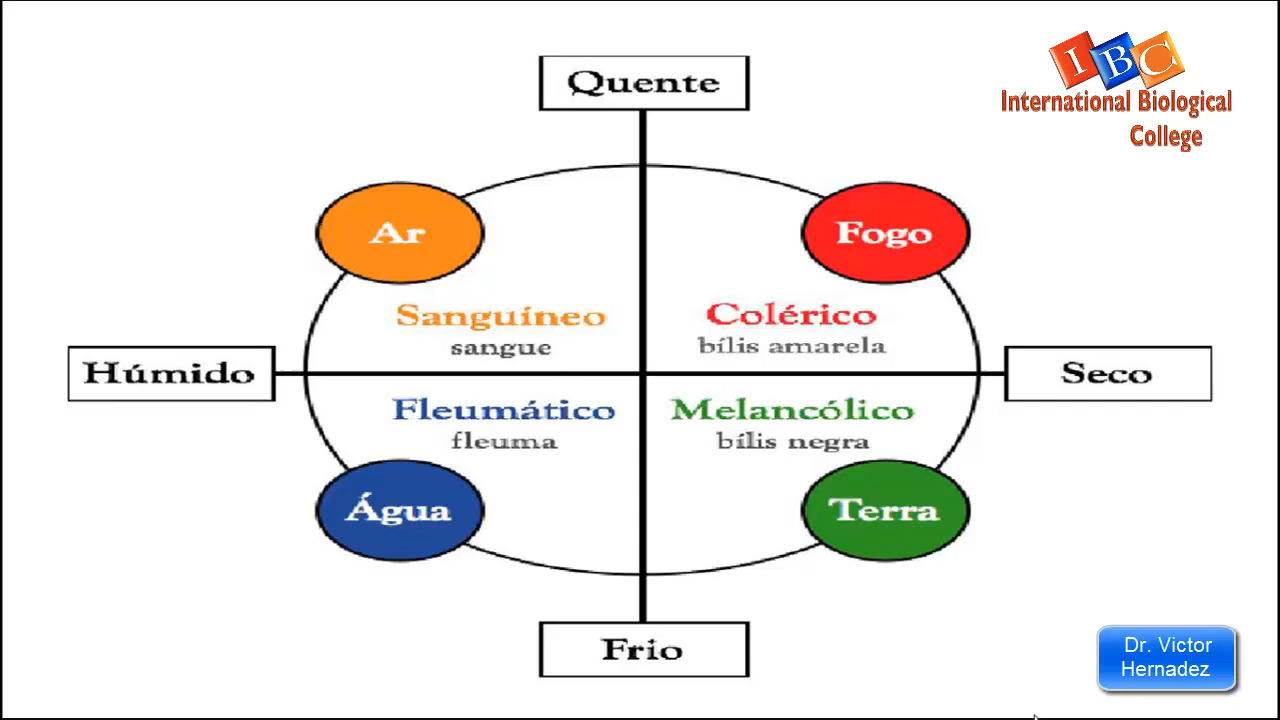 Quente
I B C
International Biological
College
Ar
Fogo
Sanguíneo
sangue
Colérico
bílis amarela
Húmido
Seco
Fleumático
fleuma
Melancólico
bílis negra
Água
Terra
Frio
Dr. Victor
Hernadez